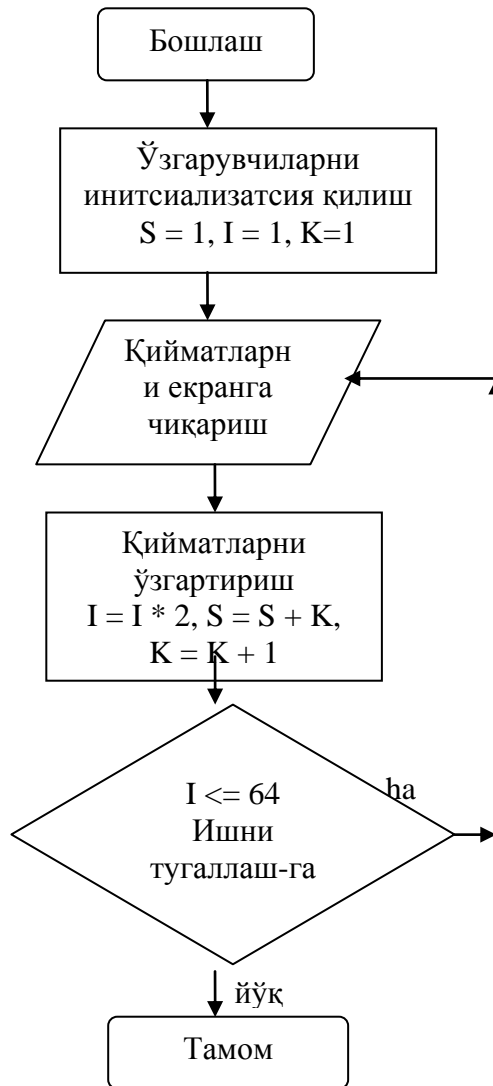 Бошлаш
Ўзгарувчиларни
инитсиализатсия қилиш
S = 1, I = 1, K=1
Қийматларн
и екранга
чиқариш
Қийматларни
ўзгартириш
I = I * 2, S = S + K,
K = K + 1
I <= 64
Ишни
тугаллаш-га
ha
йўқ
Тамом